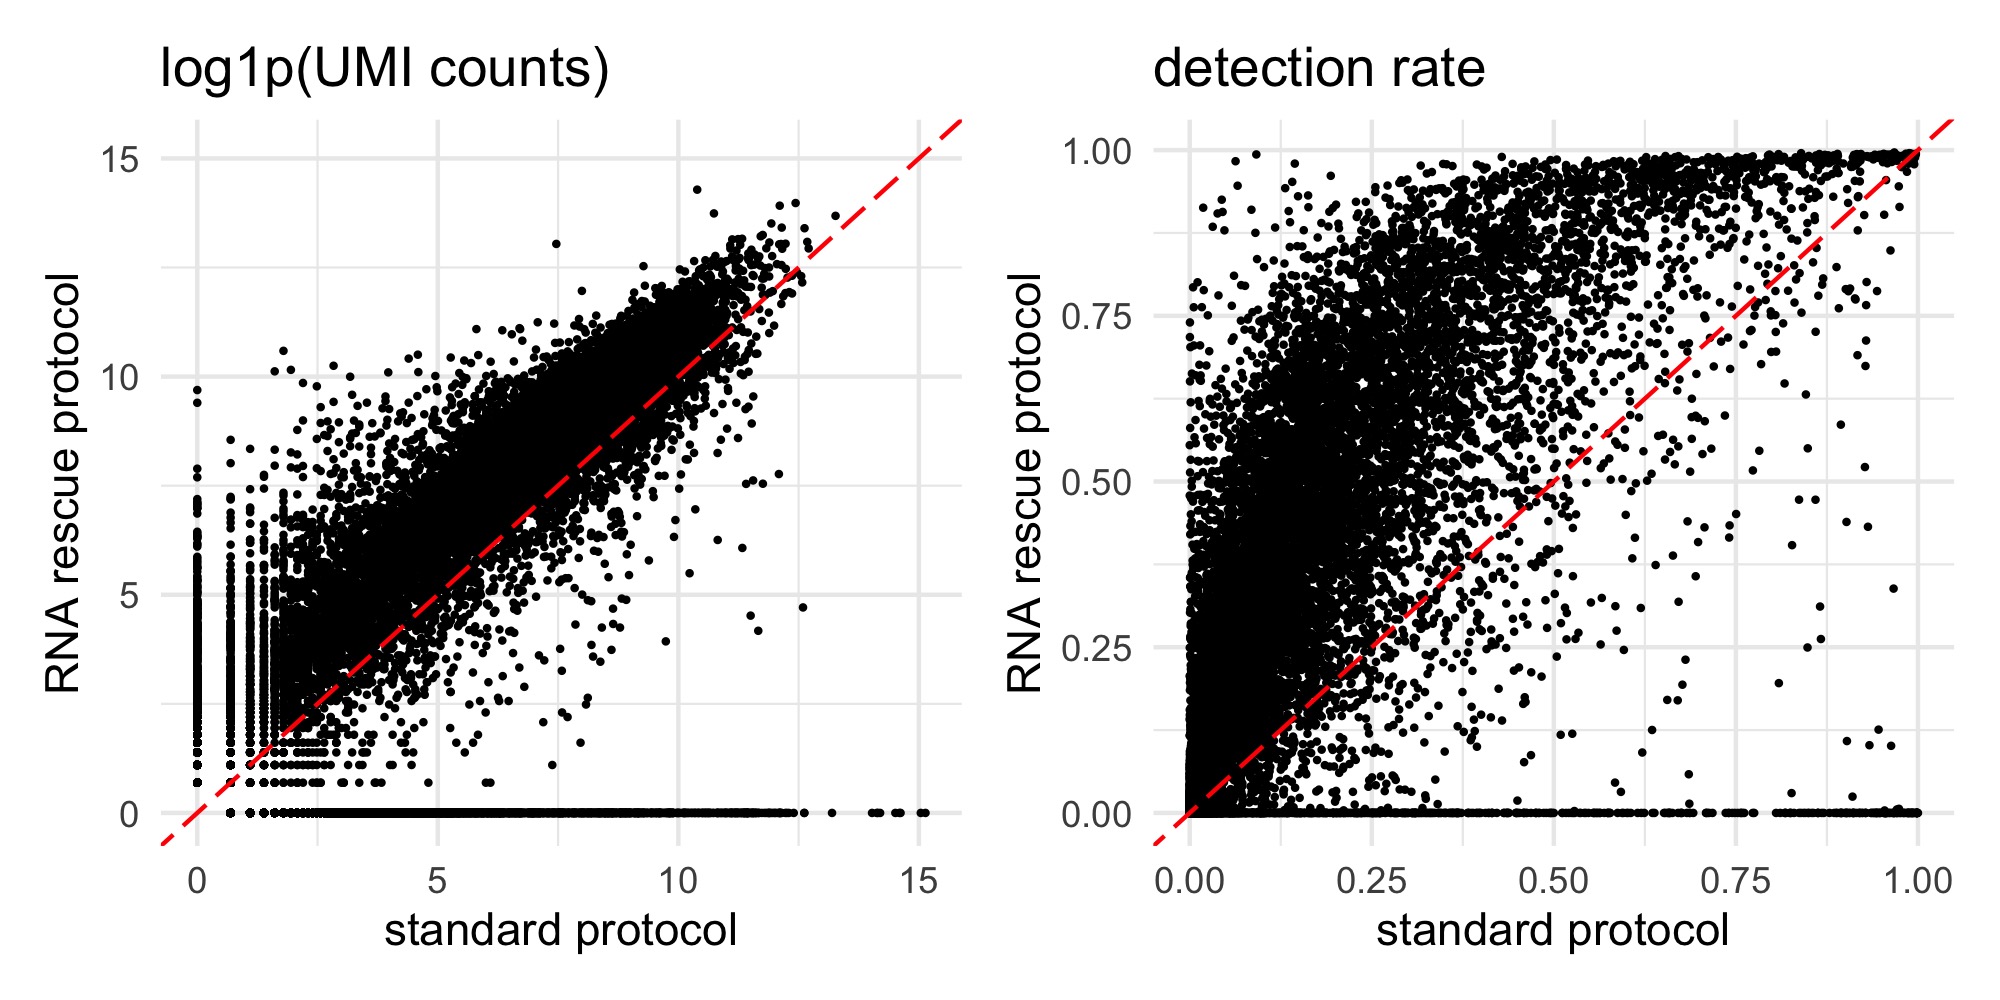 log1p(UMI counts)
RNA rescue protocol
15
10
5
0
0 5 10 15
standard protocol
detection rate
RNA rescue protocol
1.00
0.75
0.50
0.25
0.00
0.00 0.25 0.50 0.75 1.00
standard protocol